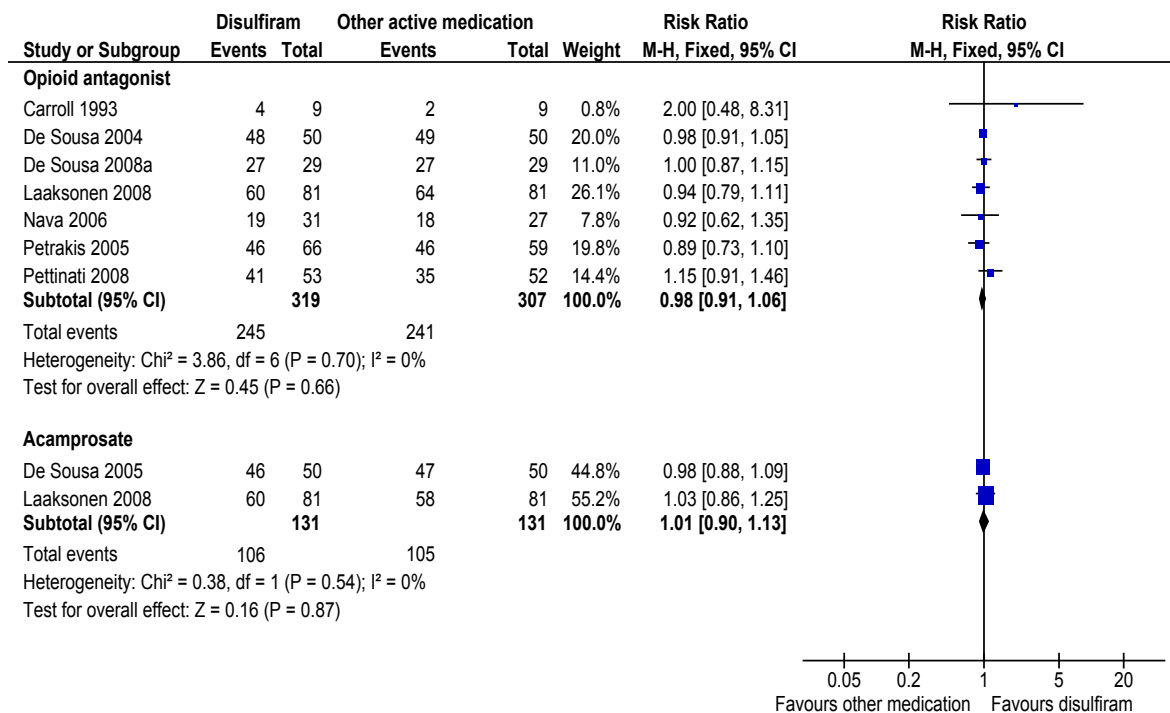 Disulfiram Other active medication Risk Ratio Risk Ratio
Study or Subgroup Events Total Events Total Weight M-H, Fixed, 95% CI M-H, Fixed, 95% CI
Opioid antagonist
Carroll 1993 4 9 2 9 0.8% 2.00 [0.48, 8.31]
De Sousa 2004 48 50 49 50 20.0% 0.98 [0.91, 1.05]
De Sousa 2008a 27 29 27 29 11.0% 1.00 [0.87, 1.15]
Laaksonen 2008 60 81 64 81 26.1% 0.94 [0.79, 1.11]
Nava 2006 19 31 18 27 7.8% 0.92 [0.62, 1.35]
Petrakis 2005 46 66 46 59 19.8% 0.89 [0.73, 1.10]
Pettinati 2008 41 53 35 52 14.4% 1.15 [0.91, 1.46]
Subtotal (95% CI) 319 307 100.0% 0.98 [0.91, 1.06]
Total events 245 241
Heterogeneity: Chi² = 3.86, df = 6 (P = 0.70); I² = 0%
Test for overall effect: Z = 0.45 (P = 0.66)
Acamprosate
De Sousa 2005 46 50 47 50 44.8% 0.98 [0.88, 1.09]
Laaksonen 2008 60 81 58 81 55.2% 1.03 [0.86, 1.25]
Subtotal (95% CI) 131 131 100.0% 1.01 [0.90, 1.13]
Total events 106 105
Heterogeneity: Chi² = 0.38, df = 1 (P = 0.54); I² = 0%
Test for overall effect: Z = 0.16 (P = 0.87)
0.05 0.2 1 5 20
Favours other medication Favours disulfiram